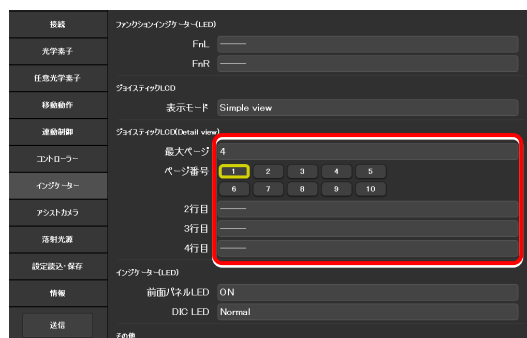 接続
光学素子
任意光学素子
移動動作
連動制御
コントローラー
インジケーター
アシストカメラ
落射光源
設定読込・保存
情報
送信
ファンクションインジケーター(LED)
FnL ――
FnR ――
ジョイスティックLCD
表示モード Simple view
ジョイスティックLCD(Detail view)
最大ページ 4
ページ番号 1 2 3 4 5
6 7 8 9 10
2行目 ――
3行目 ――
4行目 ――
インジケーター(LED)
前面パネルLED ON
DIC LED Normal
その他